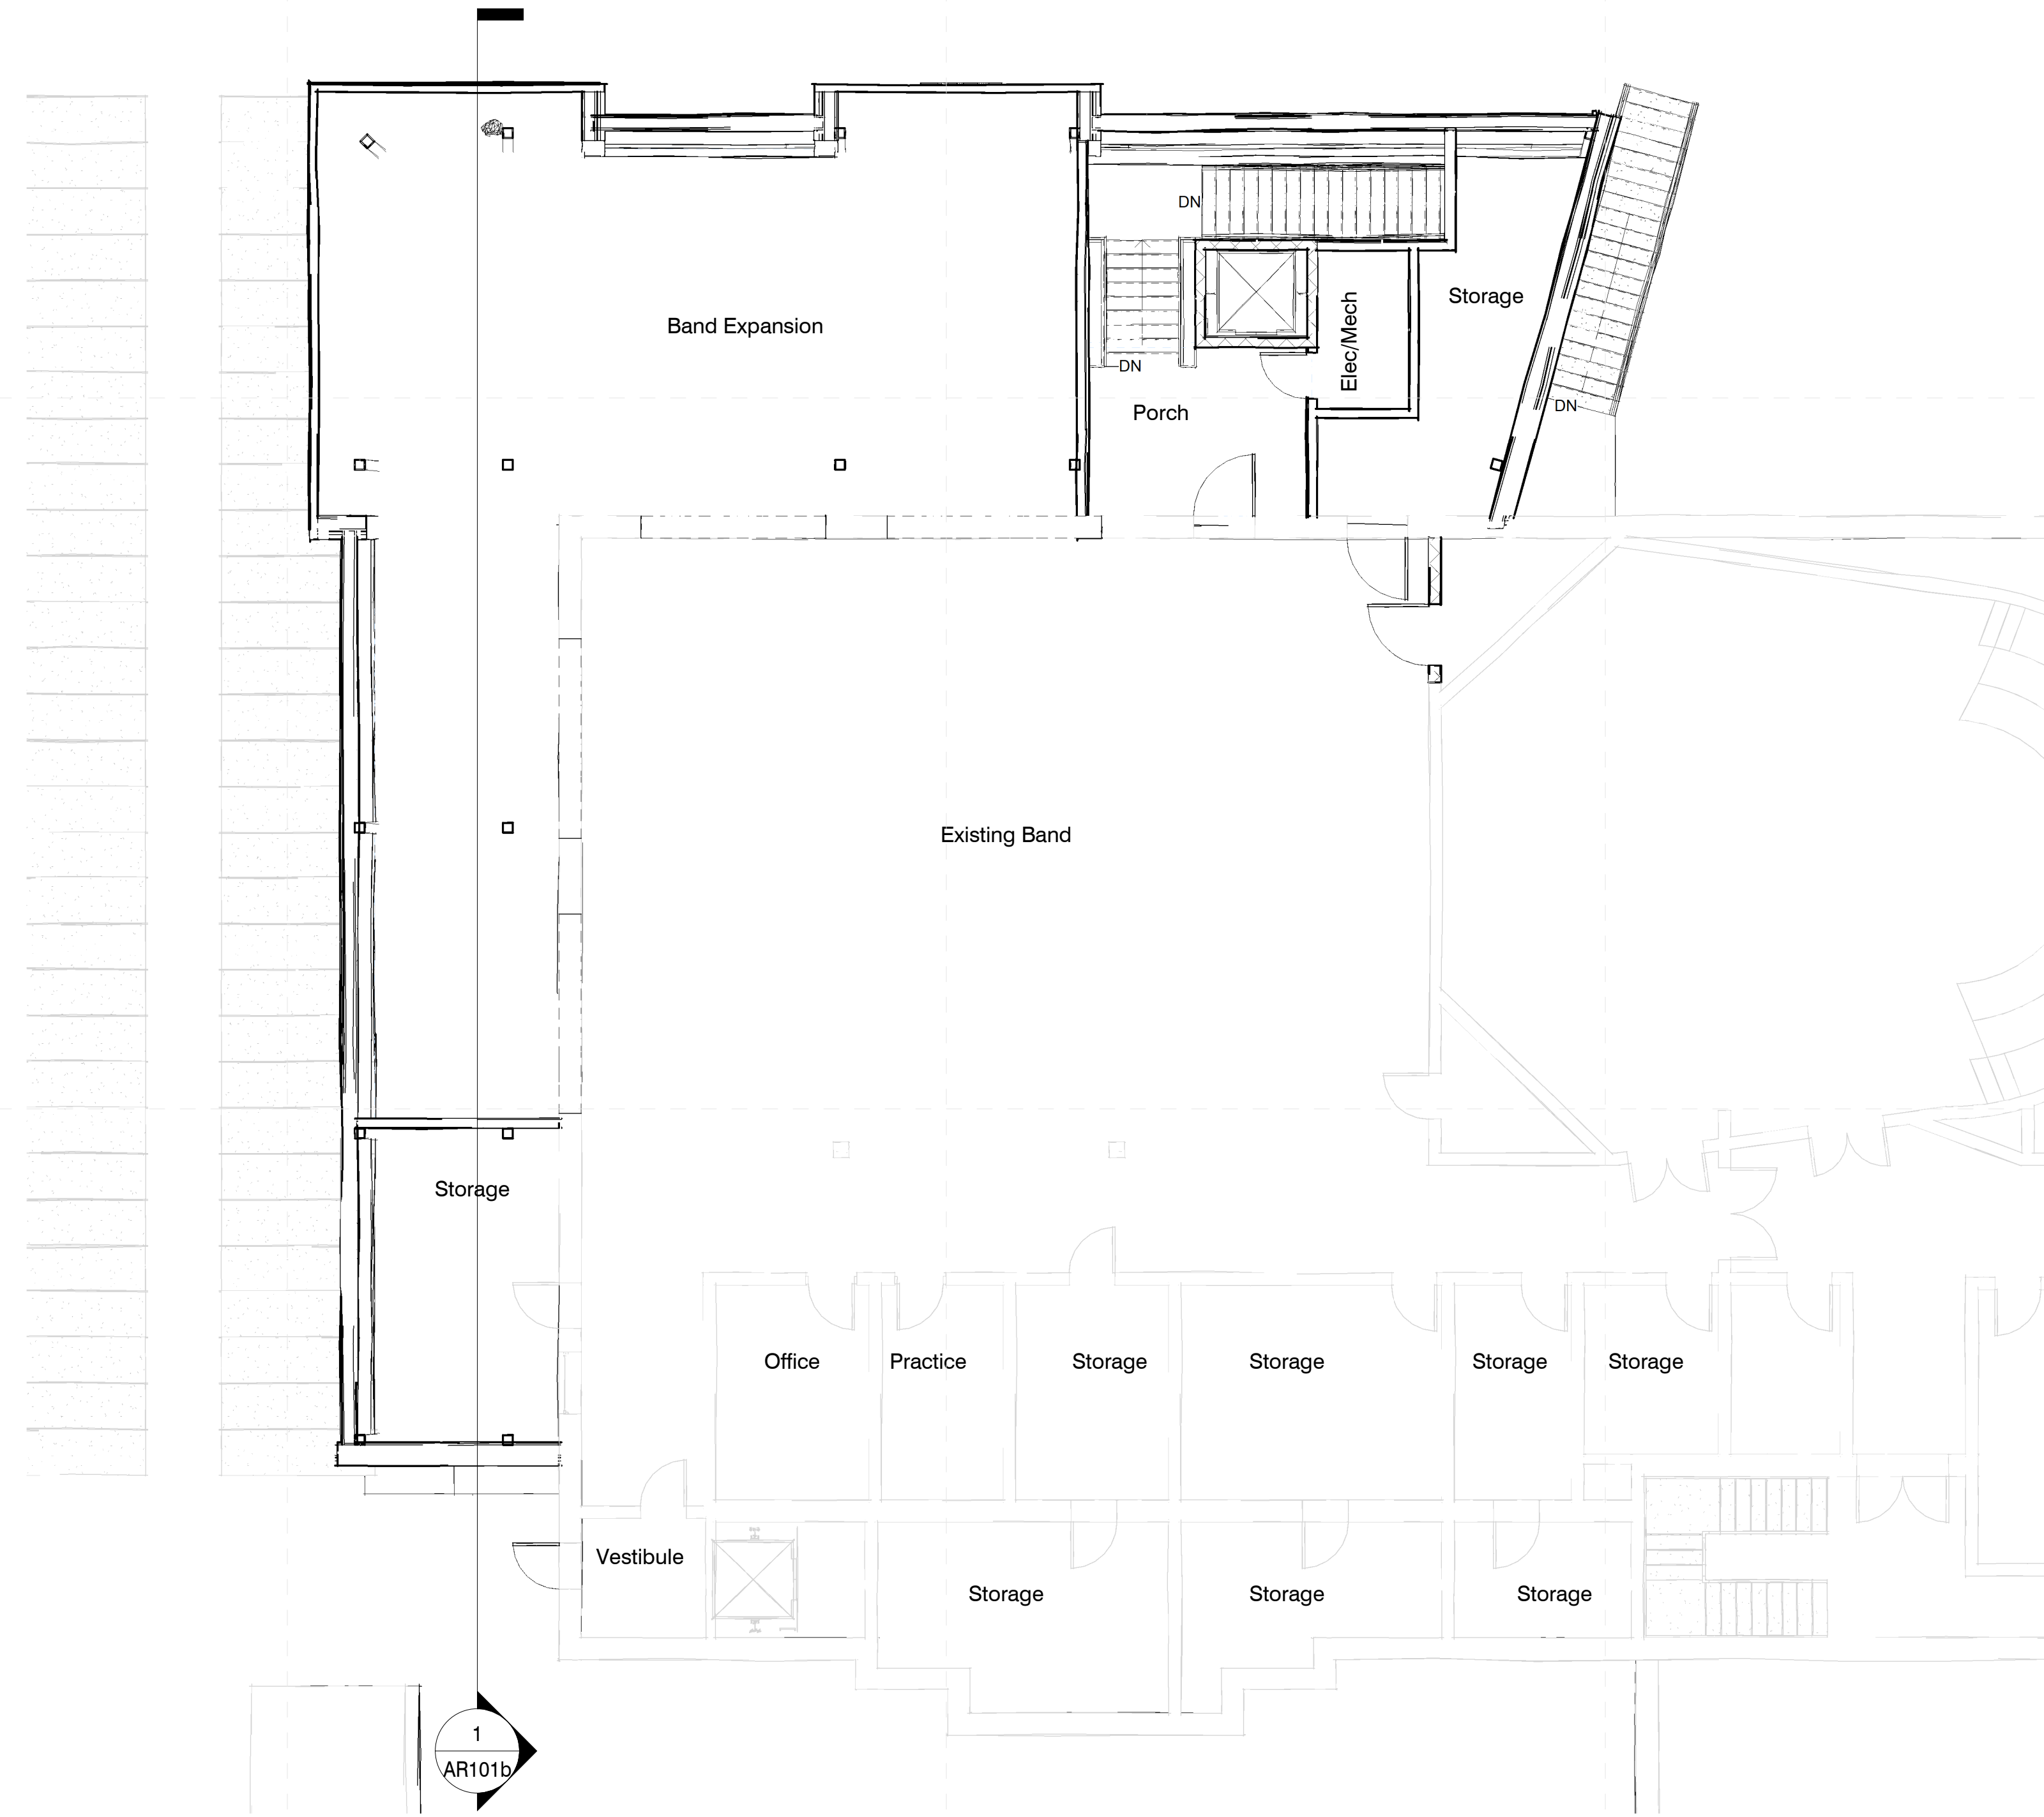 DN
Storage
Band Expansion
Elec/Mech
DN
DN
Porch
Existing Band
Storage
Office
Practice
Storage
Storage
Storage
Storage
Vestibule
Storage
Storage
Storage
1
AR101b